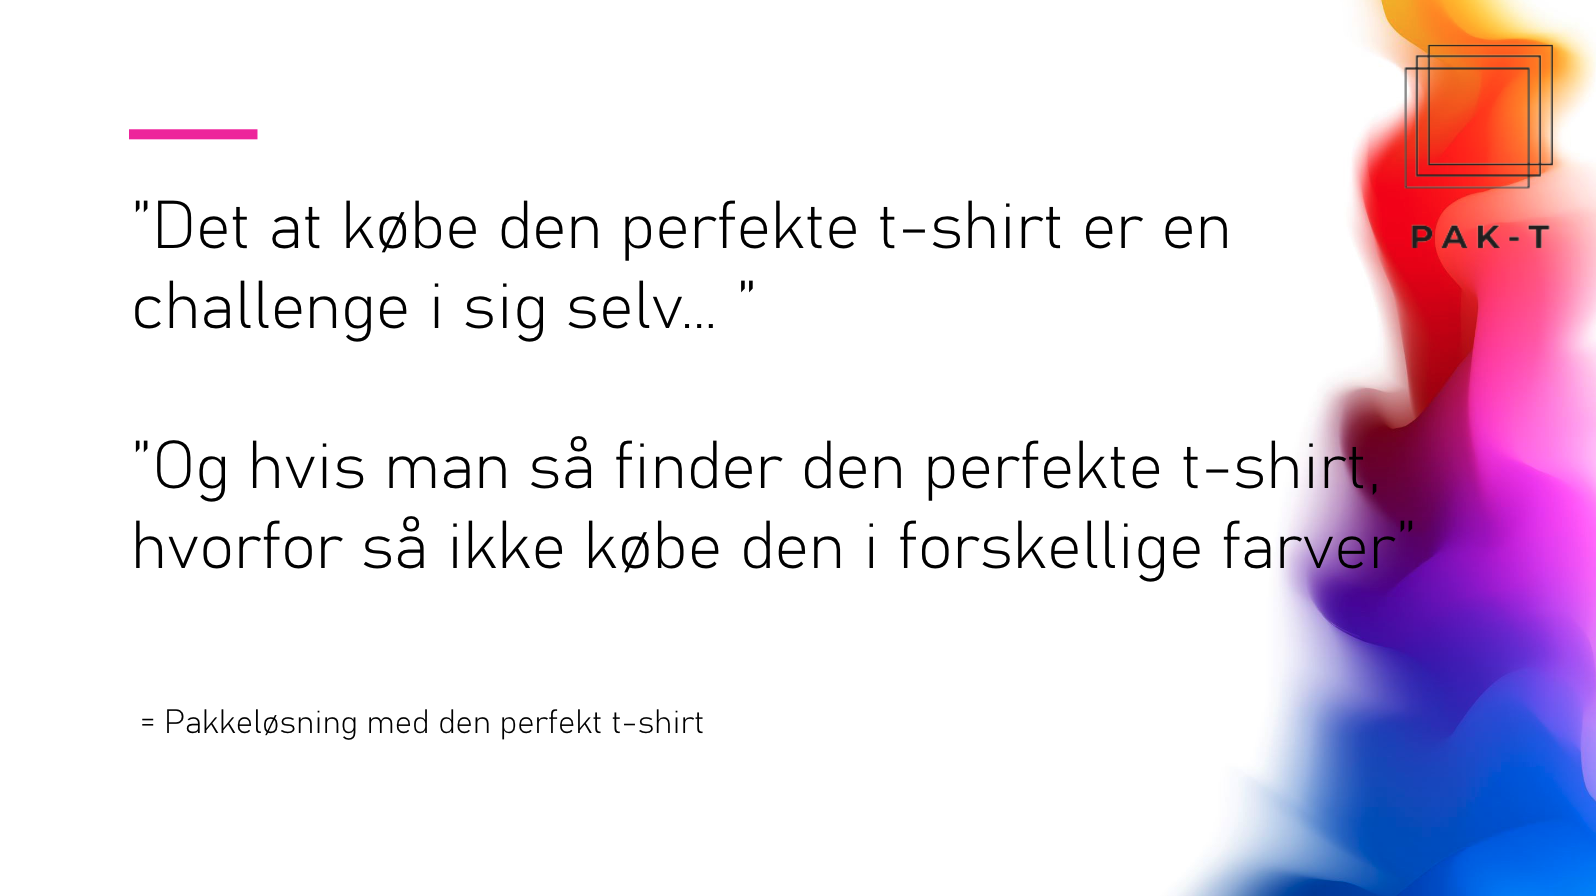 ”Det at købe den perfekte t-shirt er en
challenge i sig selv... ”
”Og hvis man så finder den perfekte t-shirt,
hvorfor så ikke købe den i forskellige farver”
= Pakkeløsning med den perfekt t-shirt
PAK-T